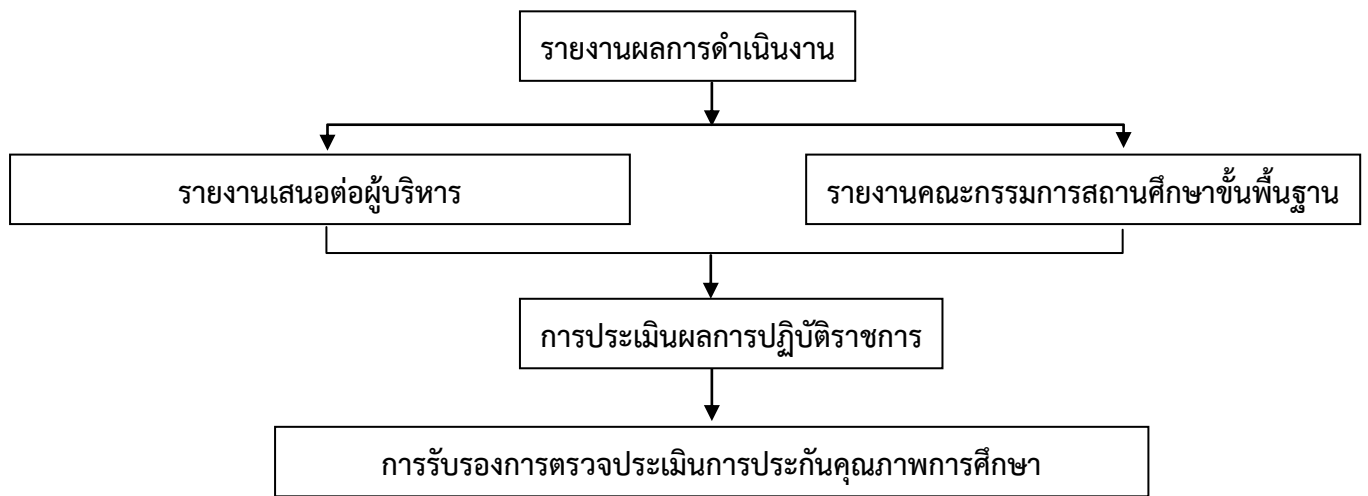 รายงานผลการดำเนินงาน
รายงานเสนอต่อผู้บริหาร
รายงานคณะกรรมการสถานศึกษาขั้นพื้นฐาน
การประเมินผลการปฏิบัติราชการ
การรับรองการตรวจประเมินการประกันคุณภาพการศึกษา